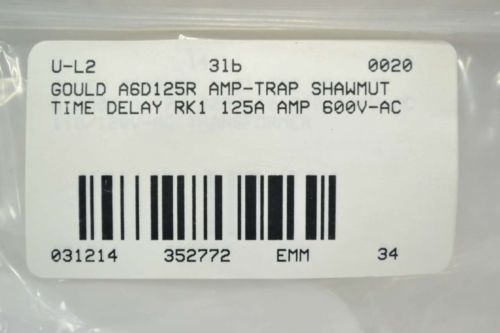 U-L2 31b 0020
GOULD A6D125R AMP-TRAP SHAWMUT
TIME DELAY RK1 125A AMP 600V-AC
031214 352772 EMM 34